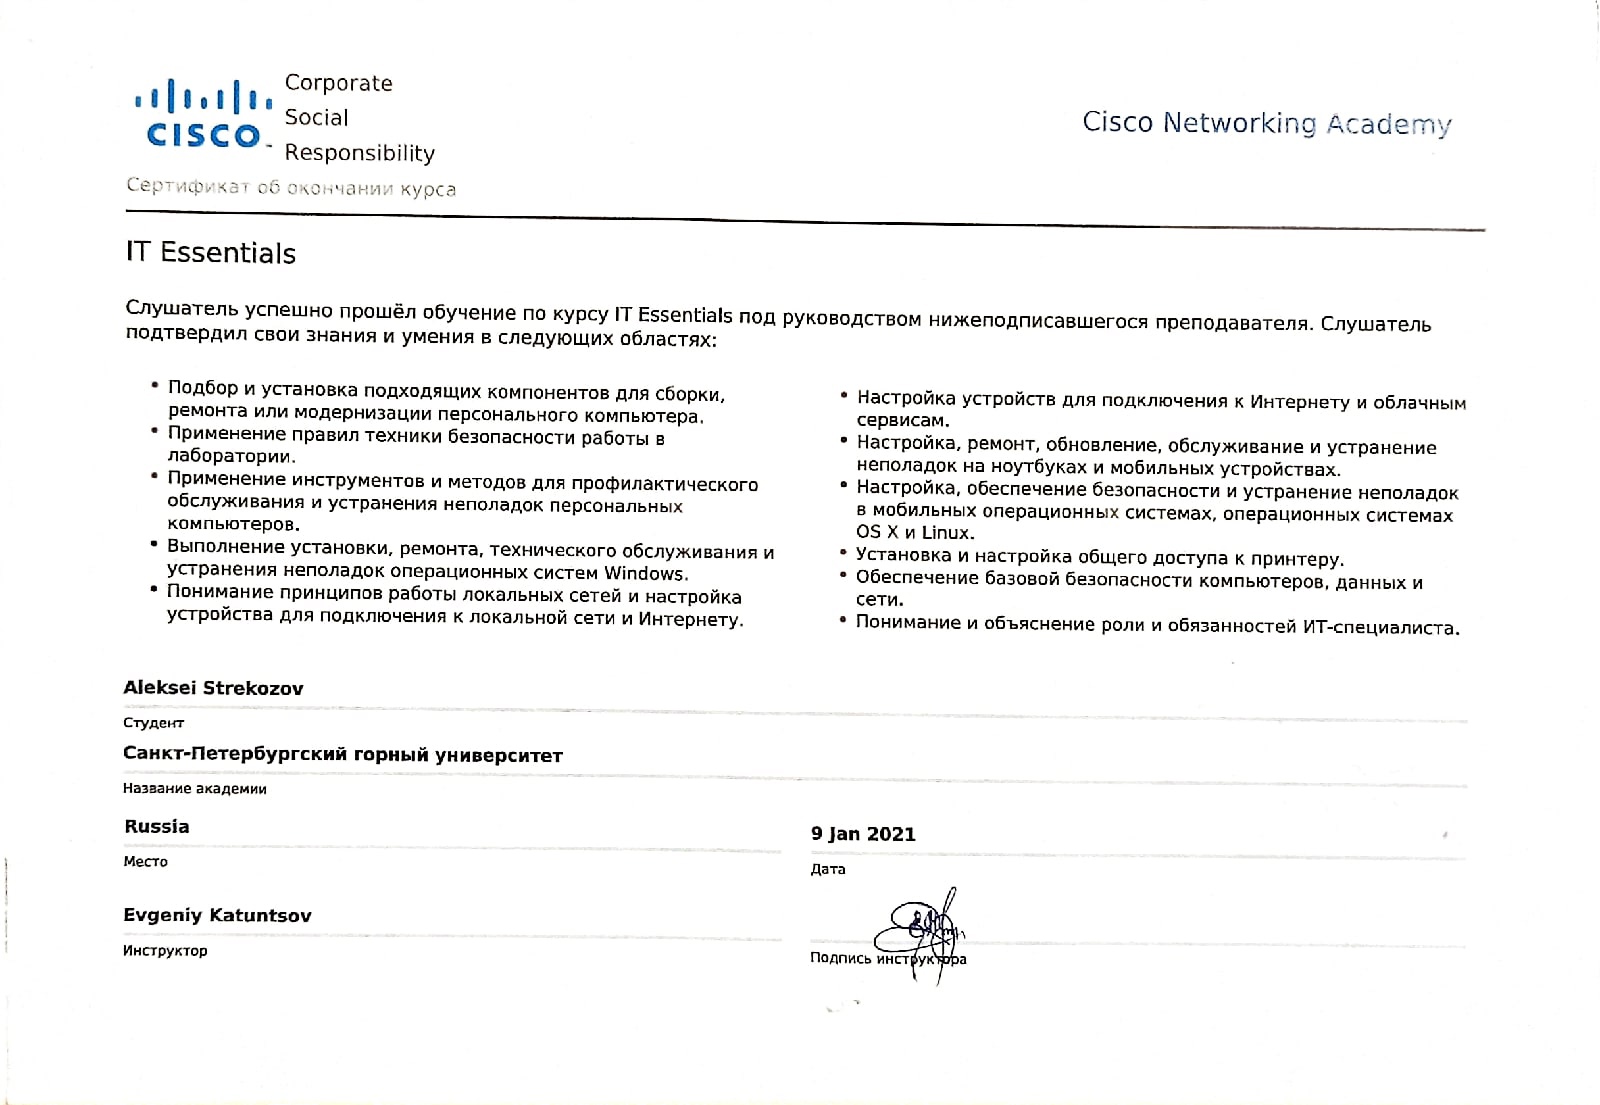 CISCO
Corporate
Social
Responsibility
Cisco Networking Academy
Сертификат об окончании курса
IT Essentials
Слушатель успешно прошёл обучение по курсу IT Essentials под руководством нижеподписавшегося преподавателя. Слушатель
подтвердил свои знания и умения в следующих областях:
• Подбор и установка подходящих компонентов для сборки,
ремонта или модернизации персонального компьютера.
• Применение правил техники безопасности работы в
лаборатории.
• Применение инструментов и методов для профилактического
обслуживания и устранения неполадок персональных
компьютеров.
• Выполнение установки, ремонта, технического обслуживания и
устранения неполадок операционных систем Windows.
• Понимание принципов работы локальных сетей и настройка
устройства для подключения к локальной сети и Интернету.
• Настройка устройств для подключения к Интернету и облачным
сервисам.
• Настройка, ремонт, обновление, обслуживание и устранение
неполадок на ноутбуках и мобильных устройствах.
• Настройка, обеспечение безопасности и устранение неполадок
в мобильных операционных системах, операционных системах
OS X и Linux.
• Установка и настройка общего доступа к принтеру.
• Обеспечение базовой безопасности компьютеров, данных и
сети.
• Понимание и объяснение роли и обязанностей ИТ-специалиста.
Aleksei Strekozov
Студент
Санкт-Петербургский горный университет
Название академии
Russia
Место
9 Jan 2021
Дата
Evgeniy Katuntsov
Инструктор
Подпись инструктора